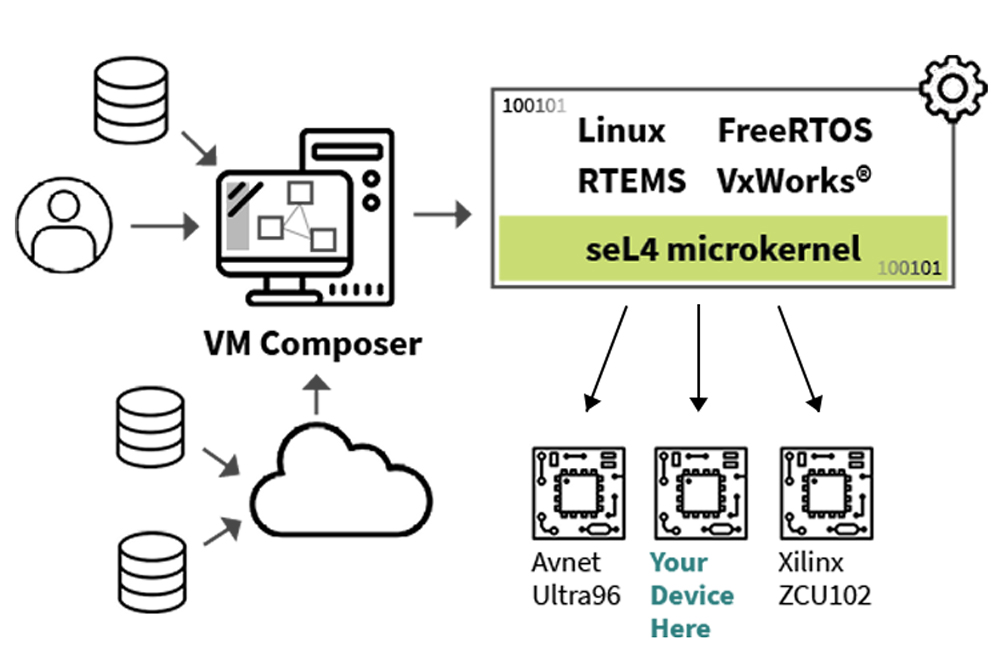 100101
Linux FreeRTOS
RTEMS VxWorks®
seL4 microkernel
100101
VM Composer
Avnet
Ultra96
Your
Device
Here
Xilinx
ZCU102